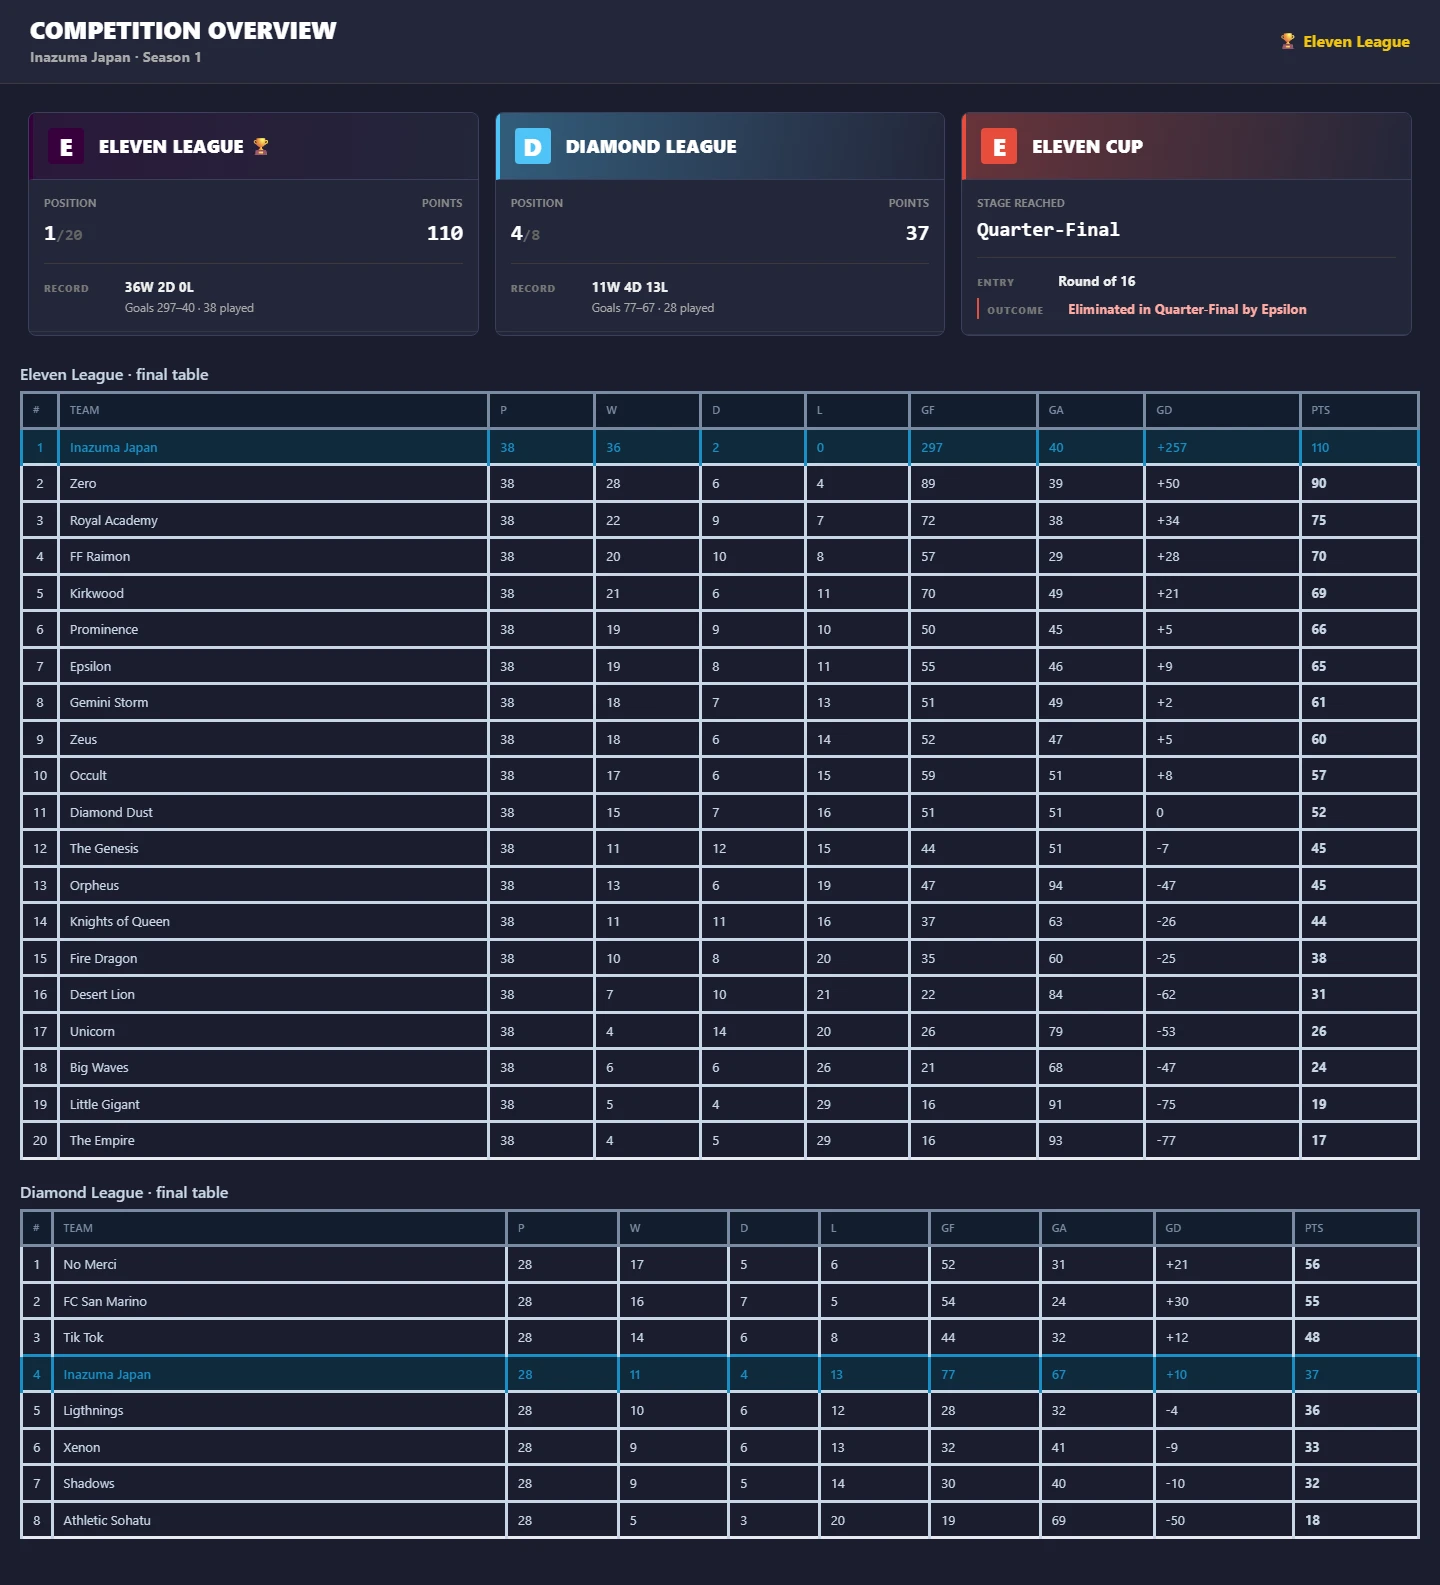 COMPETITION OVERVIEW
Inazuma Japan · Season 1
🏆 Eleven League
E ELEVEN LEAGUE 🏆
POSITION POINTS
1/20 110
RECORD 36W 2D 0L
Goals 297–40 · 38 played
D DIAMOND LEAGUE
POSITION POINTS
4/8 37
RECORD 11W 4D 13L
Goals 77–67 · 28 played
E ELEVEN CUP
STAGE REACHED
Quarter-Final
ENTRY Round of 16
OUTCOME Eliminated in Quarter-Final by Epsilon
Eleven League · final table
# TEAM P W D L GF GA GD PTS
1 Inazuma Japan 38 36 2 0 297 40 +257 110
2 Zero 38 28 6 4 89 39 +50 90
3 Royal Academy 38 22 9 7 72 38 +34 75
4 FF Raimon 38 20 10 8 57 29 +28 70
5 Kirkwood 38 21 6 11 70 49 +21 69
6 Prominence 38 19 9 10 50 45 +5 66
7 Epsilon 38 19 8 11 55 46 +9 65
8 Gemini Storm 38 18 7 13 51 49 +2 61
9 Zeus 38 18 6 14 52 47 +5 60
10 Occult 38 17 6 15 59 51 +8 57
11 Diamond Dust 38 15 7 16 51 51 0 52
12 The Genesis 38 11 12 15 44 51 -7 45
13 Orpheus 38 13 6 19 47 94 -47 45
14 Knights of Queen 38 11 11 16 37 63 -26 44
15 Fire Dragon 38 10 8 20 35 60 -25 38
16 Desert Lion 38 7 10 21 22 84 -62 31
17 Unicorn 38 4 14 20 26 79 -53 26
18 Big Waves 38 6 6 26 21 68 -47 24
19 Little Gigant 38 5 4 29 16 91 -75 19
20 The Empire 38 4 5 29 16 93 -77 17
Diamond League · final table
# TEAM P W D L GF GA GD PTS
1 No Merci 28 17 5 6 52 31 +21 56
2 FC San Marino 28 16 7 5 54 24 +30 55
3 Tik Tok 28 14 6 8 44 32 +12 48
4 Inazuma Japan 28 11 4 13 77 67 +10 37
5 Ligthnings 28 10 6 12 28 32 -4 36
6 Xenon 28 9 6 13 32 41 -9 33
7 Shadows 28 9 5 14 30 40 -10 32
8 Athletic Sohatu 28 5 3 20 19 69 -50 18